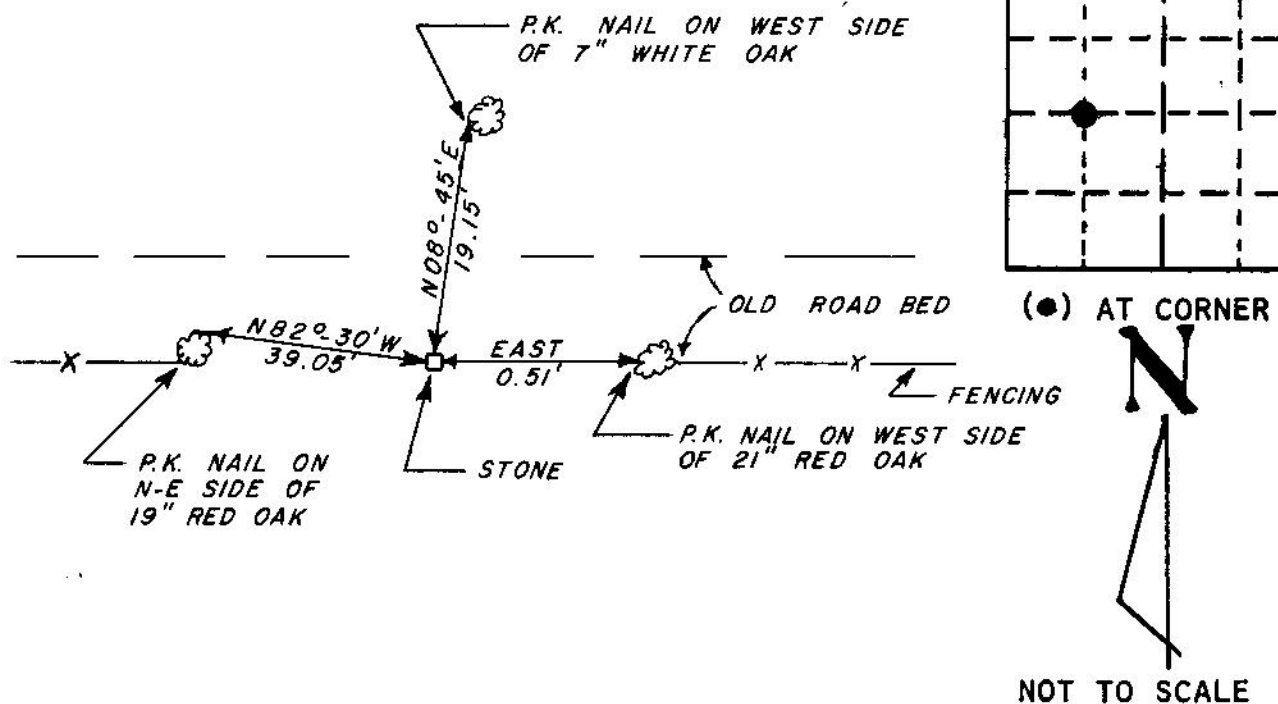 P.K. NAIL ON WEST SIDE
OF 7" WHITE OAK
N08°-45'E
19.15'
OLD ROAD BED
(●) AT CORNER
N82°-30'W
39.05'
EAST
0.51'
X
X
X
FENCING
P.K. NAIL ON WEST SIDE
OF 21" RED OAK
STONE
P.K. NAIL ON
N-E SIDE OF
19" RED OAK
N
NOT TO SCALE